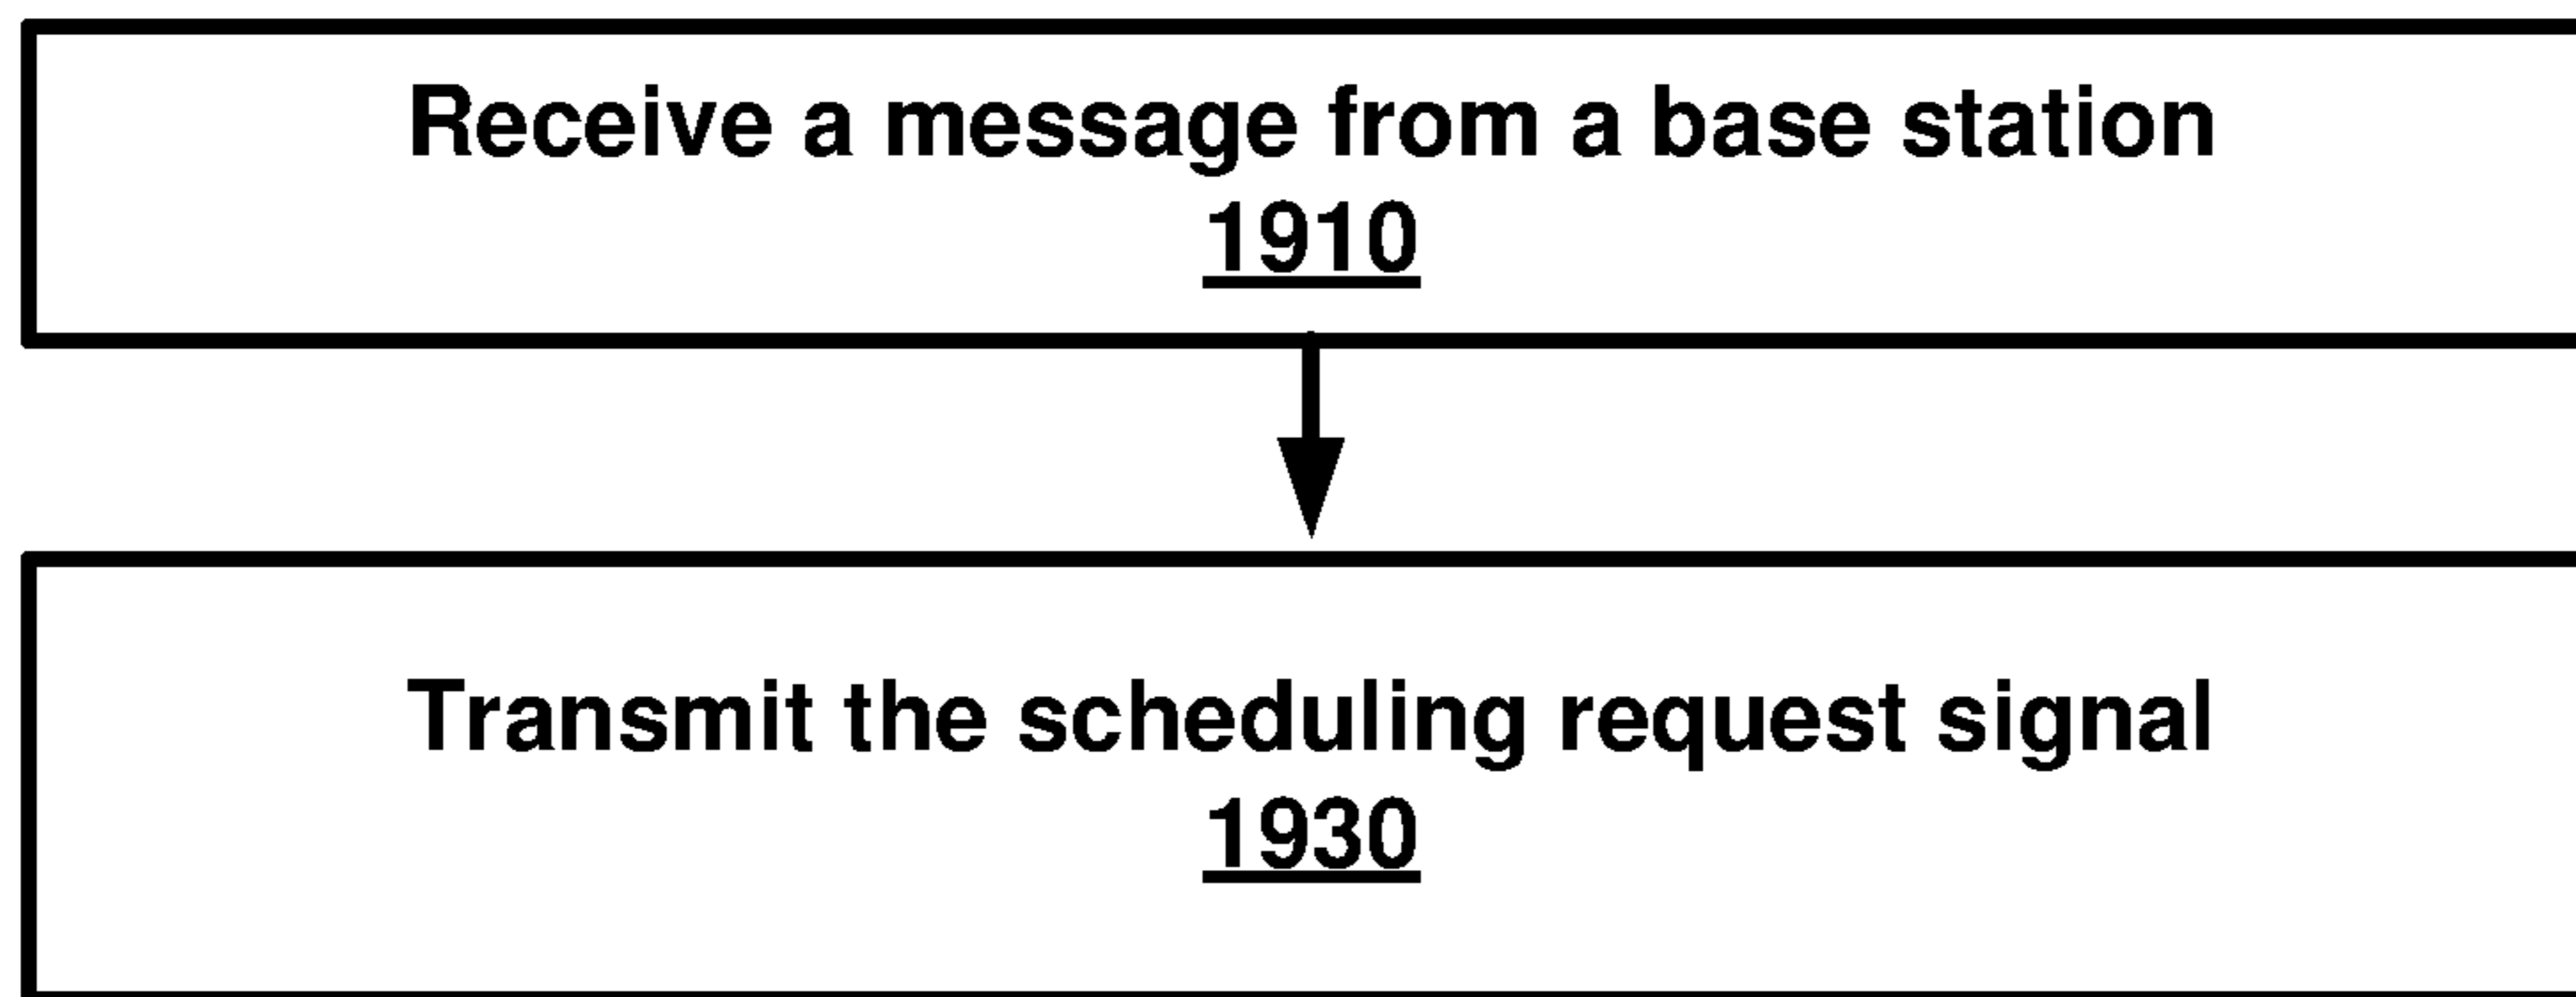 Receive a message from a base station
1910
Transmit the scheduling request signal
1930